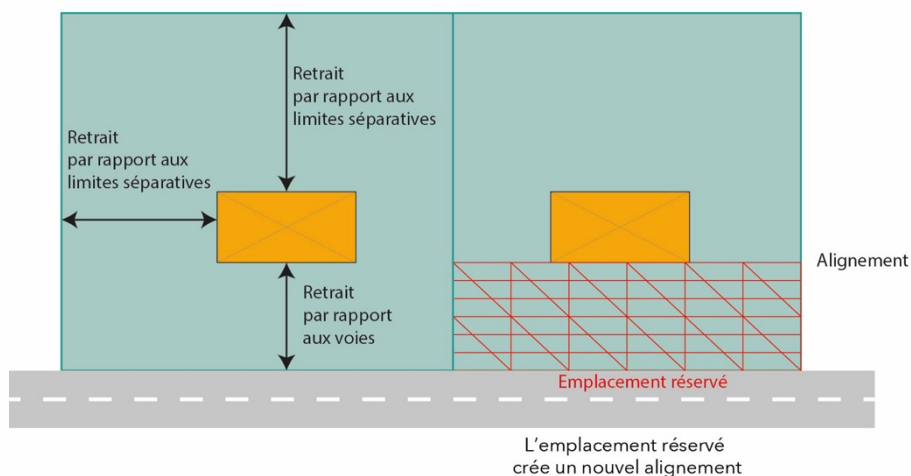 Retrait
par rapport aux
limites séparatives
Retrait
par rapport aux
limites séparatives
Retrait
par rapport
aux voies
Alignement
Emplacement réservé
L'emplacement réservé
crée un nouvel alignement